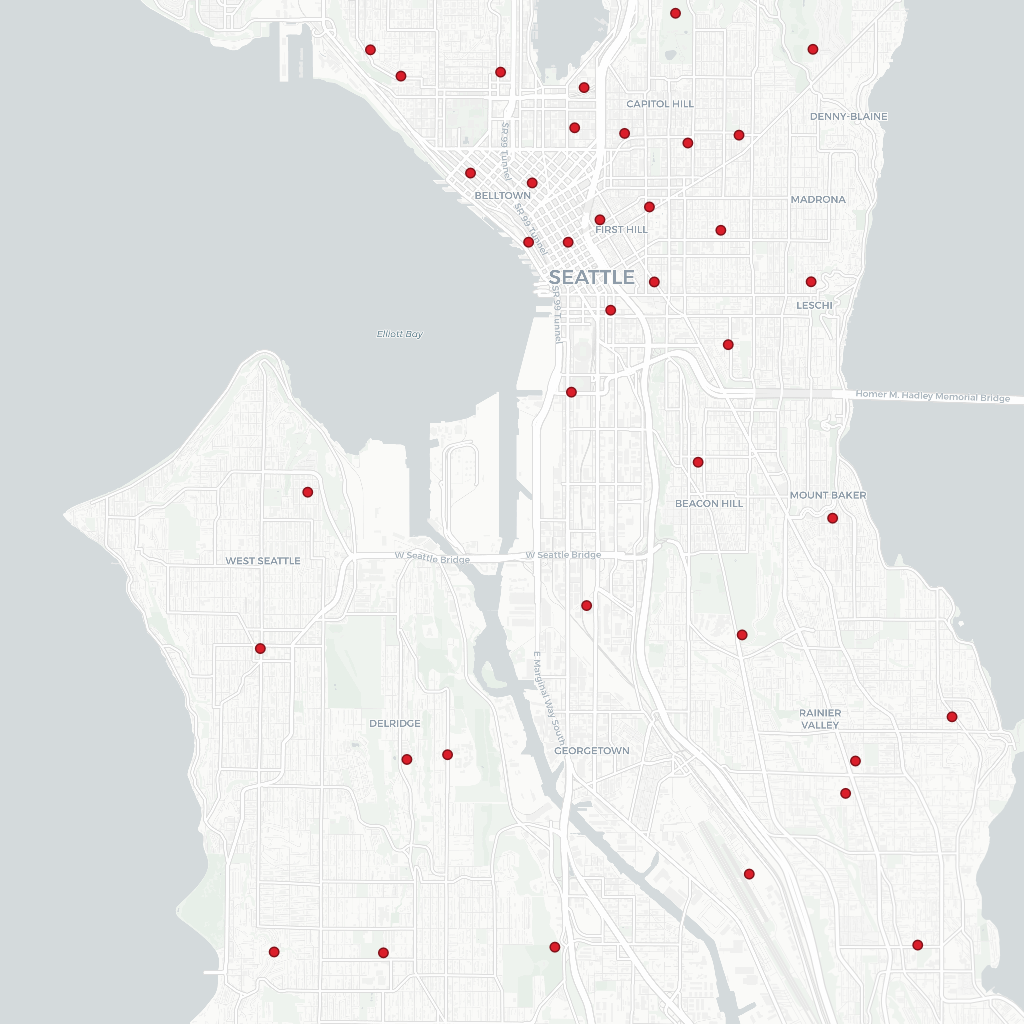 CAPITOL HILL
DENNY-BLAINE
SR 99 Tunnel
BELLTOWN
MADRONA
SR 99 Tunnel
FIRST HILL
SEATTLE
SR 99 Tunnel
LESCHI
Elliott Bay
Homer M. Hadley Memorial Bridge
MOUNT BAKER
BEACON HILL
W Seattle Bridge
W Seattle Bridge
WEST SEATTLE
E Marginal Way South
RAINIER
VALLEY
DELRIDGE
GEORGETOWN